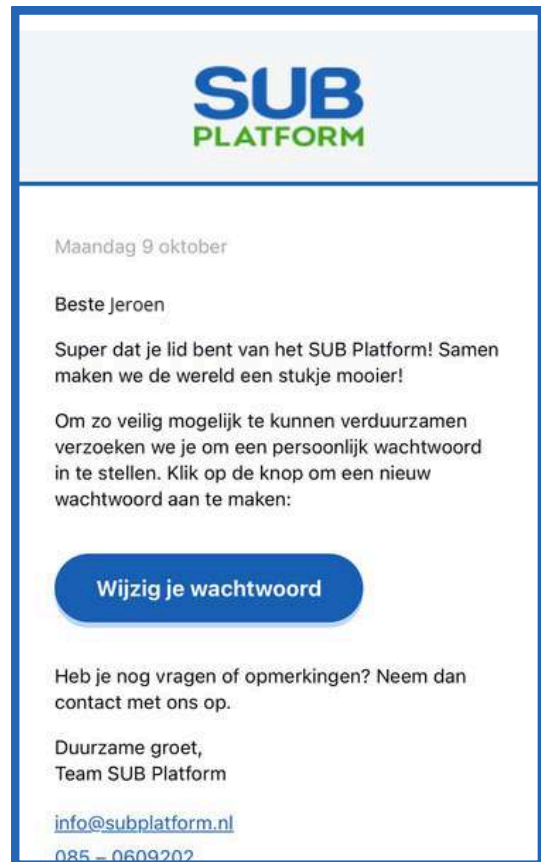 SUB
PLATFORM
Maandag 9 oktober
Beste Jeroen
Super dat je lid bent van het SUB Platform! Samen
maken we de wereld een stukje mooier!
Om zo veilig mogelijk te kunnen verduurzamen
verzoeken we je om een persoonlijk wachtwoord
in te stellen. Klik op de knop om een nieuw
wachtwoord aan te maken:
Wijzig je wachtwoord
Heb je nog vragen of opmerkingen? Neem dan
contact met ons op.
Duurzame groet,
Team SUB Platform
info@subplatform.nl
085 – 0609202